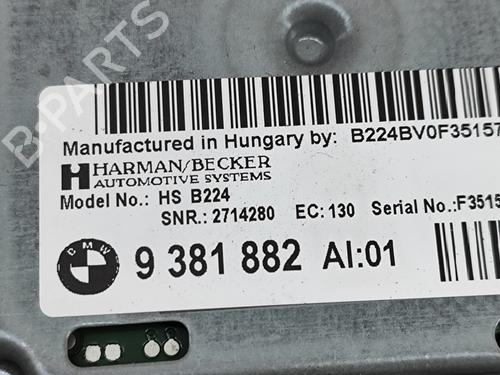 Manufactured in Hungary by: B224BV0F35157
HARMAN/BECKER
AUTOMOTIVE SYSTEMS
Model No.: HS B224
SNR.: 2714280 EC: 130 Serial No.:F3515
BMW
9 381 882 AI:01
B-PARTS